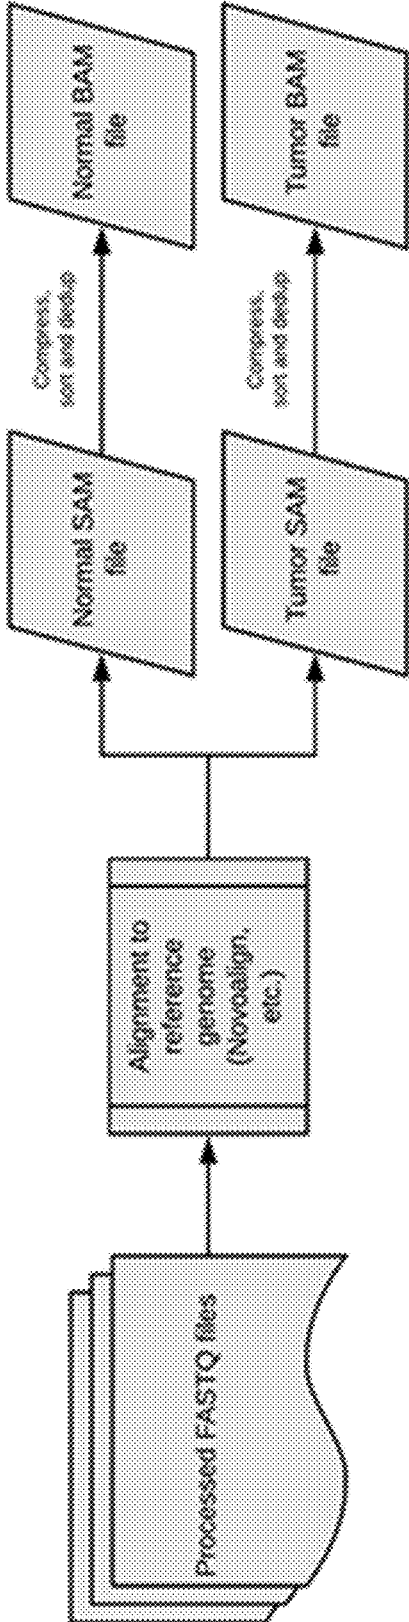 Processed FASTQ files
Alignment to
reference
genome
(Novoalign,
etc.)
Normal SAM
file
Compress,
sort and dedup
Normal BAM
file
Tumor SAM
file
Compress,
sort and dedup
Tumor BAM
file